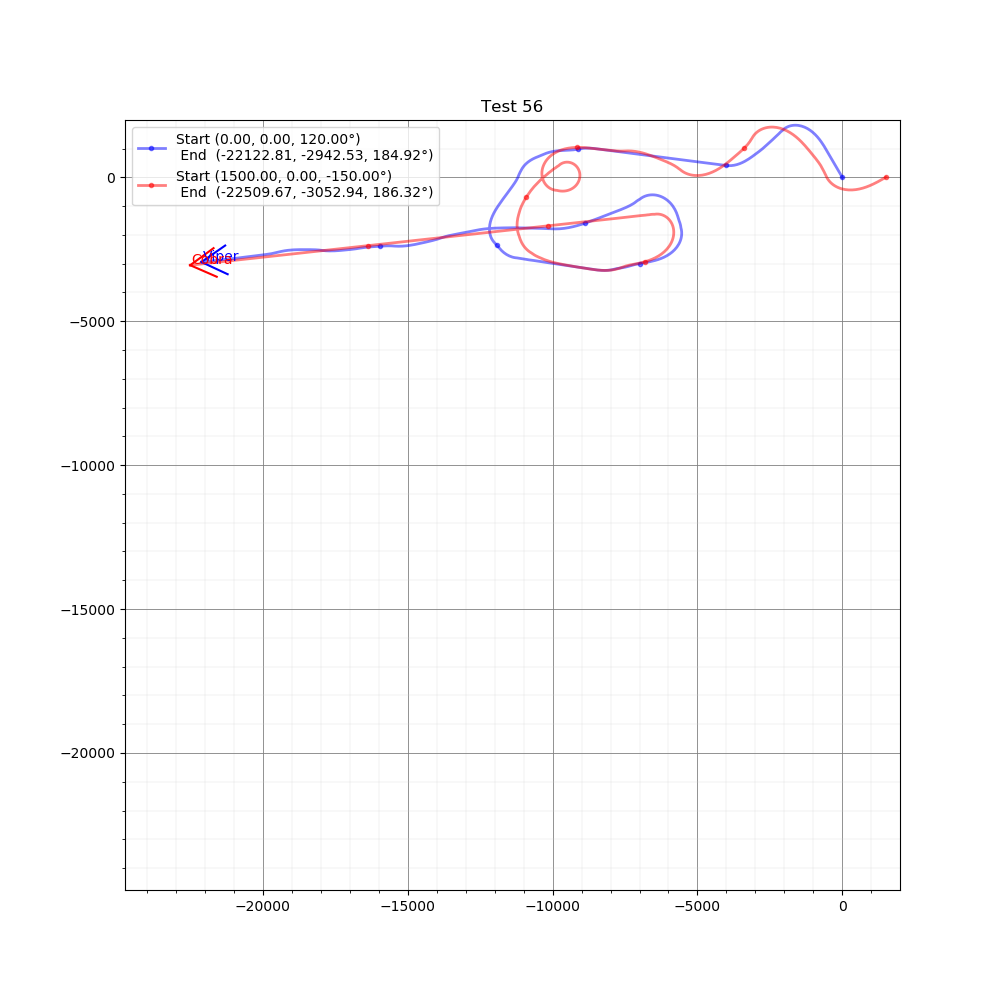 Test 56
Start (0.00, 0.00, 120.00°)
End (-22122.81, -2942.53, 184.92°)
Start (1500.00, 0.00, -150.00°)
End (-22509.67, -3052.94, 186.32°)
0
−5000
−10000
−15000
−20000
−20000 −15000 −10000 −5000 0